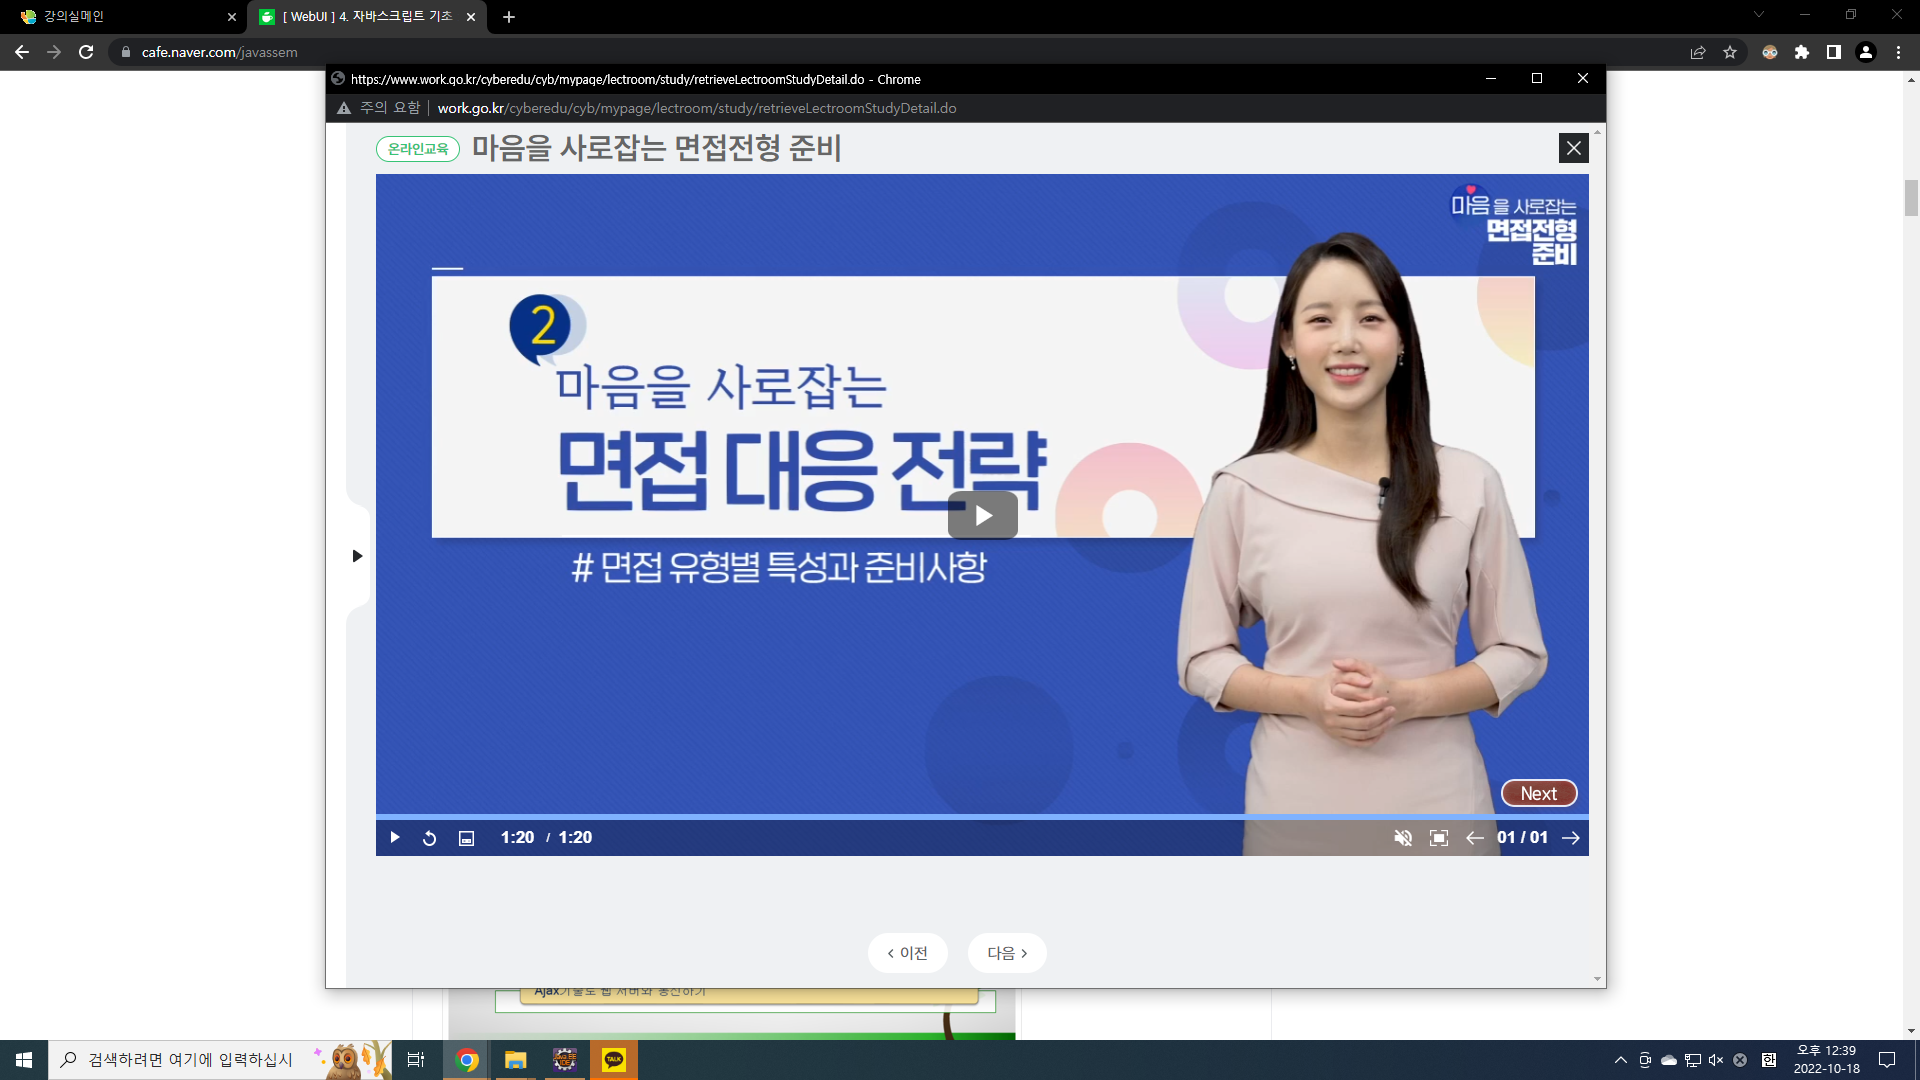 강의실메인
[ WebUI ] 4. 자바스크립트 기초
cafe.naver.com/javassem
https://www.work.go.kr/cyberedu/cyb/mypage/lectroom/study/retrieveLectroomStudyDetail.do - Chrome
주의 요함
work.go.kr/cyberedu/cyb/mypage/lectroom/study/retrieveLectroomStudyDetail.do
온라인교육
마음을 사로잡는 면접전형 준비
마음을 사로잡는
면접전형
준비
2
마음을 사로잡는
면접 대응 전략
# 면접 유형별 특성과 준비사항
Next
1:20 / 1:20
01 / 01
이전
다음
Ajax기술로 웹 서버와 통신하기
검색하려면 여기에 입력하십시
TALK
한
오후 12:39
2022-10-18